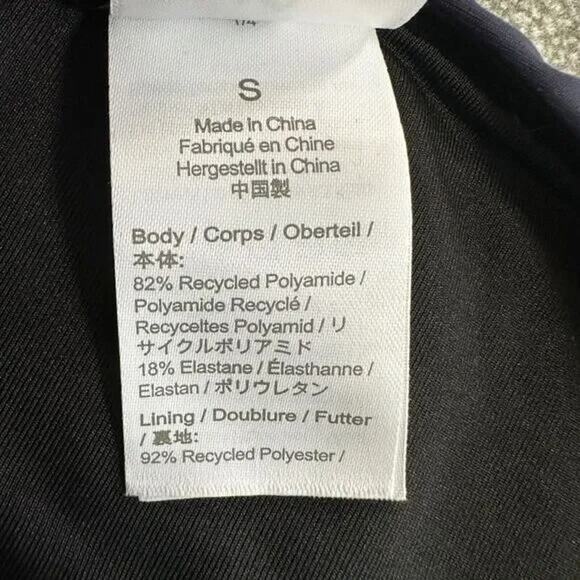 1/4
S
Made in China
Fabriqué en Chine
Hergestellt in China
中国製
Body / Corps / Oberteil /
本体:
82% Recycled Polyamide /
Polyamide Recyclé /
Recyceltes Polyamid / リ
サイクルポリアミド
18% Elastane / Élasthanne /
Elastan / ポリウレタン
Lining / Doublure / Futter
/ 裏地:
92% Recycled Polyester /